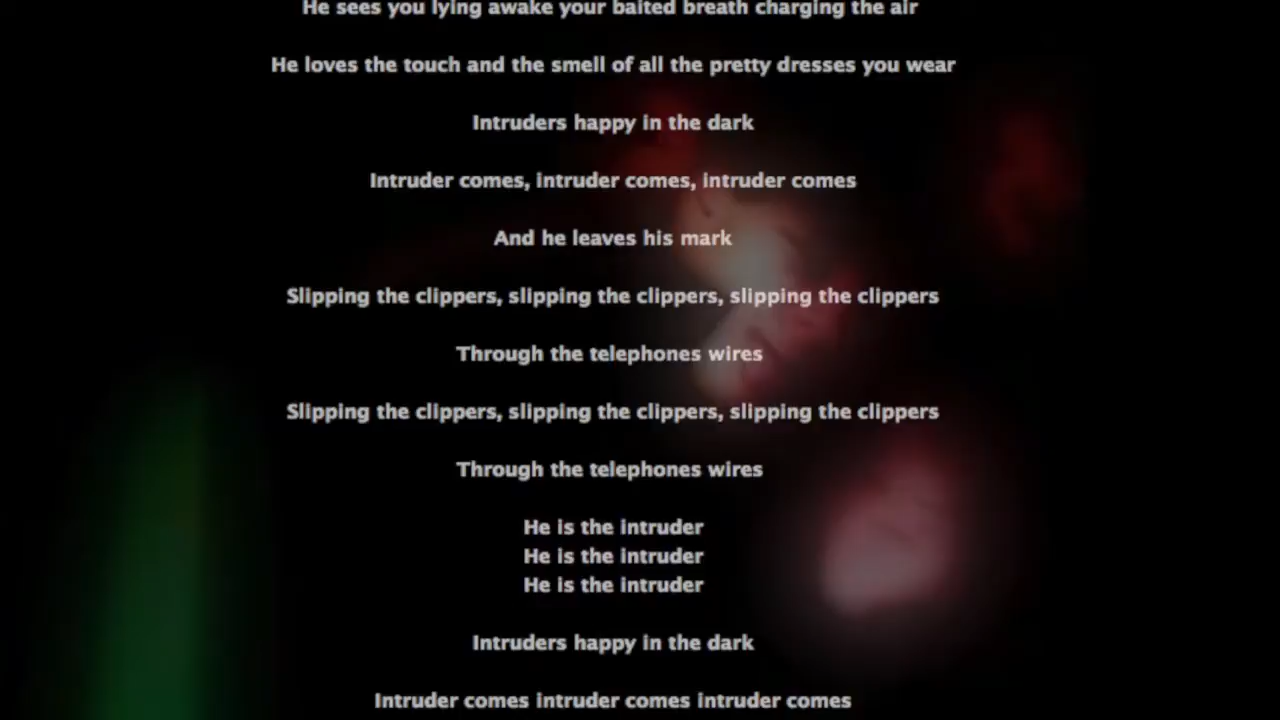 He sees you lying awake your baited breath charging the air
He loves the touch and the smell of all the pretty dresses you wear
Intruders happy in the dark
Intruder comes, intruder comes, intruder comes
And he leaves his mark
Slipping the clippers, slipping the clippers, slipping the clippers
Through the telephones wires
Slipping the clippers, slipping the clippers, slipping the clippers
Through the telephones wires
He is the intruder
He is the intruder
He is the intruder
Intruders happy in the dark
Intruder comes intruder comes intruder comes